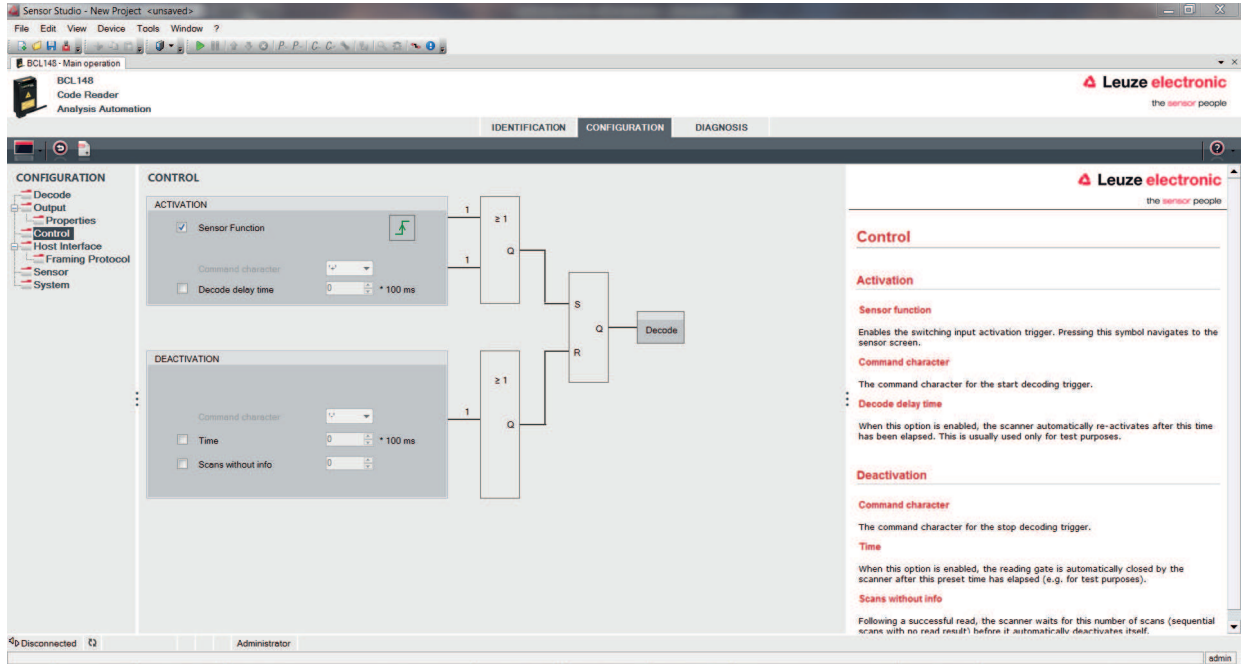 Sensor Studio - New Project <unsaved>
File Edit View Device Tools Window ?
BCL148 - Main operation
BCL148
Code Reader
Analysis Automation
Leuze electronic
the sensor people
IDENTIFICATION CONFIGURATION DIAGNOSIS
CONFIGURATION
Decode
Output
Properties
Control
Host Interface
Framing Protocol
Sensor
System
CONTROL
ACTIVATION
Sensor Function
Command character '+'
Decode delay time 0 * 100 ms
1
1
≥ 1
Q
DEACTIVATION
Command character
Time 0 * 100 ms
Scans without info 0
1
≥ 1
Q
S
Q
R
Decode
Leuze electronic
the sensor people
Control
Activation
Sensor function
Enables the switching input activation trigger. Pressing this symbol navigates to the
sensor screen.
Command character
The command character for the start decoding trigger.
Decode delay time
When this option is enabled, the scanner automatically re-activates after this time
has been elapsed. This is usually used only for test purposes.
Deactivation
Command character
The command character for the stop decoding trigger.
Time
When this option is enabled, the reading gate is automatically closed by the
scanner after this preset time has elapsed (e.g. for test purposes).
Scans without info
Following a successful read, the scanner waits for this number of scans (sequential
scans with no read result) before it automatically deactivates itself.
Disconnected
Administrator
admin